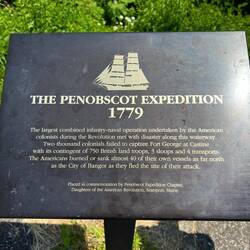 THE PENOBSCOT EXPEDITION
1779
The largest combined infantry-naval operation undertaken by the American
colonists during the Revolution met with disaster along this waterway.
Two thousand colonials failed to capture Fort George at Castine
with its contingent of 750 British land troops, 3 sloops and 4 transports.
The Americans burned or sank almost 40 of their own vessels as far north
as the City of Bangor as they fled the site of their attack.
Placed in commemoration by Penobscot Expedition Chapter,
Daughters of the American Revolution, Searsport, Maine